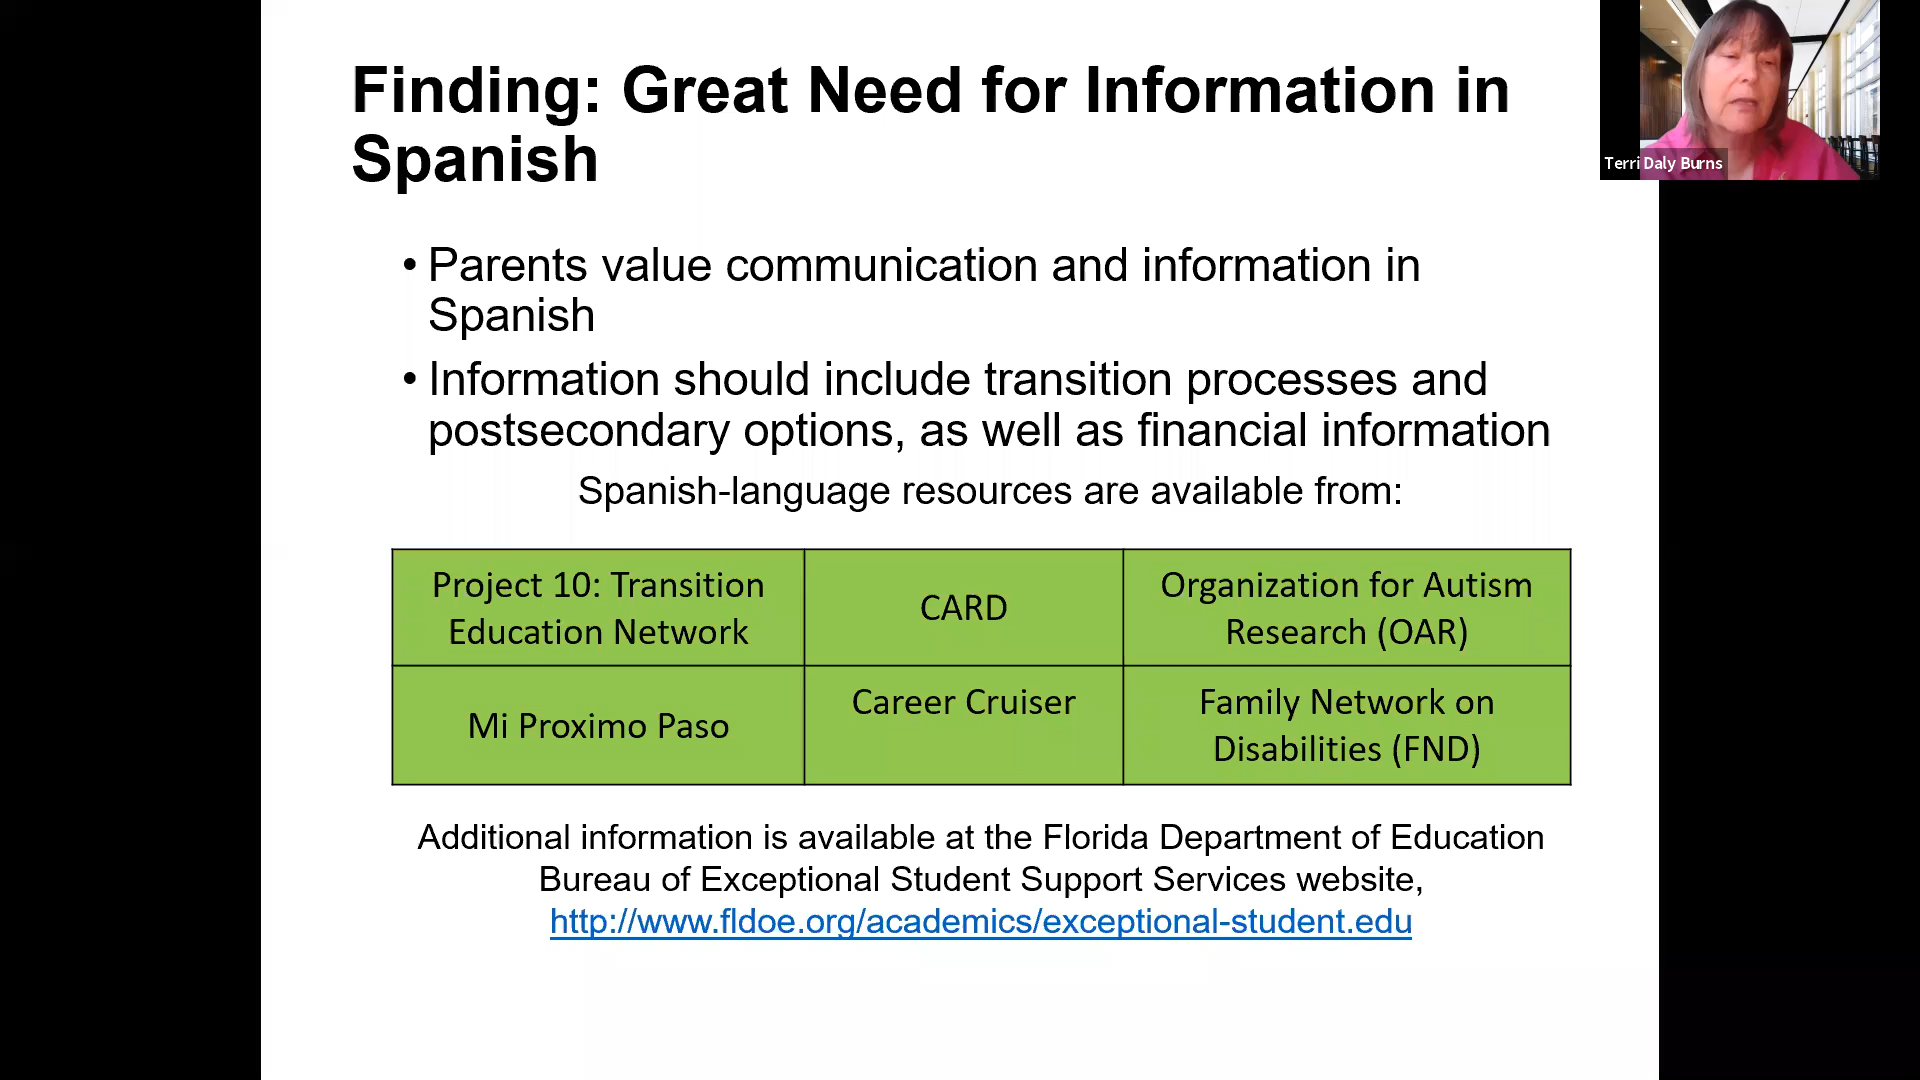 Finding: Great Need for Information in
Spanish
Terri Daly Burns
• Parents value communication and information in
Spanish
• Information should include transition processes and
postsecondary options, as well as financial information
Spanish-language resources are available from:
Project 10: Transition
Education Network
CARD
Organization for Autism
Research (OAR)
Mi Proximo Paso
Career Cruiser
Family Network on
Disabilities (FND)
Additional information is available at the Florida Department of Education
Bureau of Exceptional Student Support Services website,
http://www.fldoe.org/academics/exceptional-student.edu